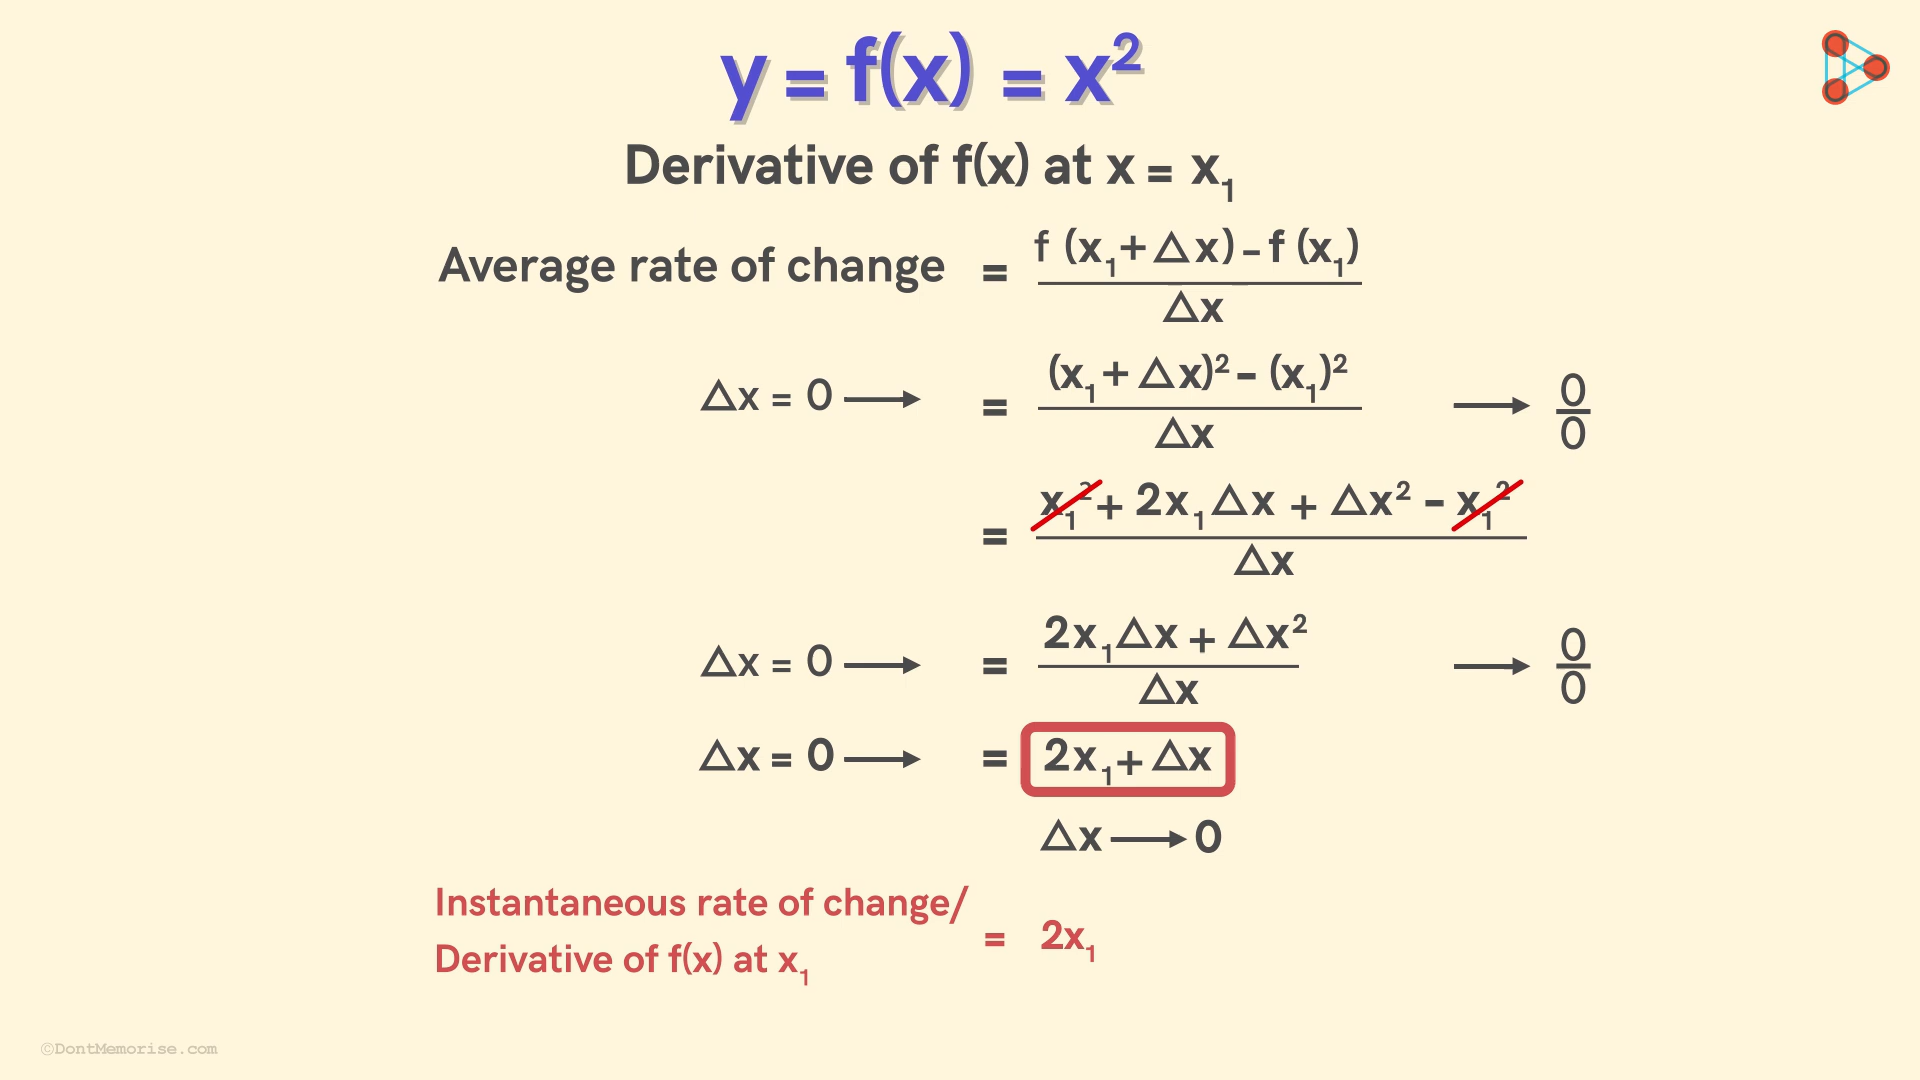 y = f(x) = x²
Derivative of f(x) at x = x₁
Average rate of change = f (x₁ + △x) – f (x₁) / △x
△x = 0 ⟶ = (x₁ + △x)² – (x₁)² / △x ⟶ 0/0
= x₁² + 2x₁△x + △x² – x₁² / △x
△x = 0 ⟶ = 2x₁△x + △x² / △x ⟶ 0/0
△x = 0 ⟶ = 2x₁ + △x
△x ⟶ 0
Instantaneous rate of change/
Derivative of f(x) at x₁ = 2x₁
©DontMemorise.com